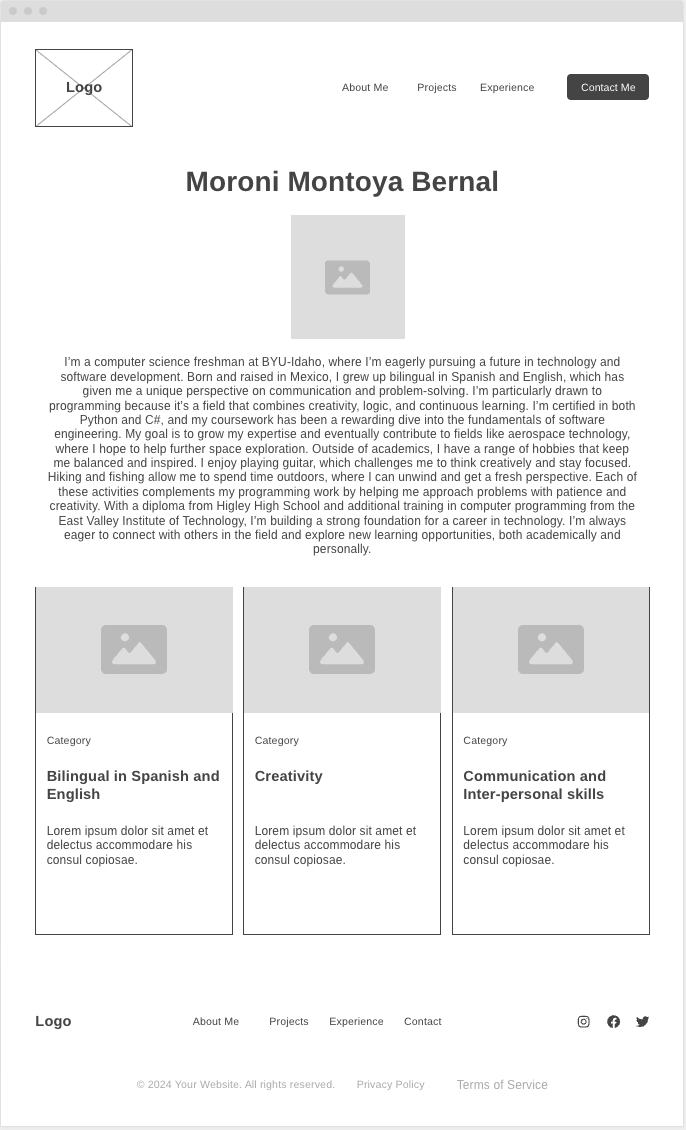 Logo
About Me Projects Experience Contact Me
Moroni Montoya Bernal
I’m a computer science freshman at BYU-Idaho, where I’m eagerly pursuing a future in technology and
software development. Born and raised in Mexico, I grew up bilingual in Spanish and English, which has
given me a unique perspective on communication and problem-solving. I’m particularly drawn to
programming because it’s a field that combines creativity, logic, and continuous learning. I’m certified in both
Python and C#, and my coursework has been a rewarding dive into the fundamentals of software
engineering. My goal is to grow my expertise and eventually contribute to fields like aerospace technology,
where I hope to help further space exploration. Outside of academics, I have a range of hobbies that keep
me balanced and inspired. I enjoy playing guitar, which challenges me to think creatively and stay focused.
Hiking and fishing allow me to spend time outdoors, where I can unwind and get a fresh perspective. Each of
these activities complements my programming work by helping me approach problems with patience and
creativity. With a diploma from Higley High School and additional training in computer programming from the
East Valley Institute of Technology, I’m building a strong foundation for a career in technology. I’m always
eager to connect with others in the field and explore new learning opportunities, both academically and
personally.
Category
Bilingual in Spanish and
English
Lorem ipsum dolor sit amet et
delectus accommodare his
consul copiosae.
Category
Creativity
Lorem ipsum dolor sit amet et
delectus accommodare his
consul copiosae.
Category
Communication and
Inter-personal skills
Lorem ipsum dolor sit amet et
delectus accommodare his
consul copiosae.
Logo About Me Projects Experience Contact
© 2024 Your Website. All rights reserved. Privacy Policy Terms of Service